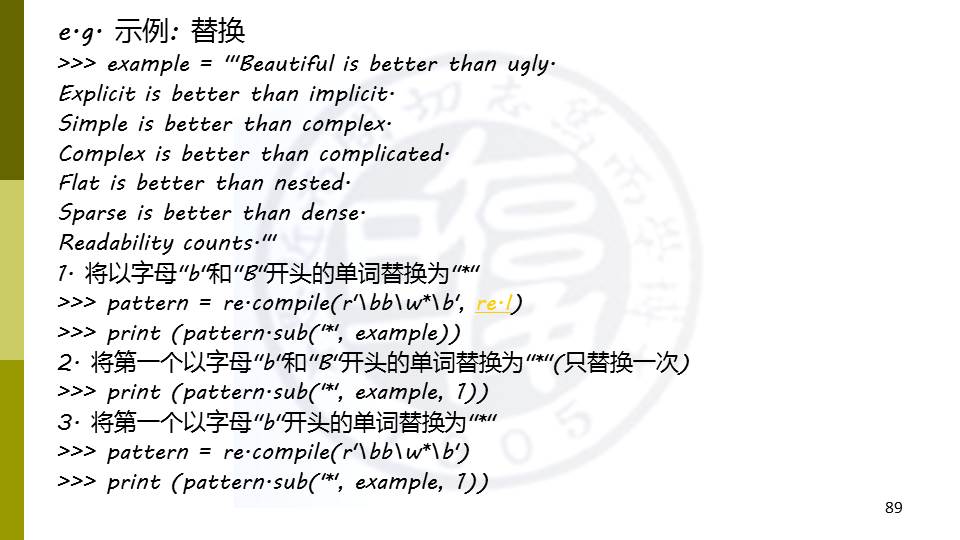 e.g. 示例: 替换
>>> example = '''Beautiful is better than ugly.
Explicit is better than implicit.
Simple is better than complex.
Complex is better than complicated.
Flat is better than nested.
Sparse is better than dense.
Readability counts.'''
1. 将以字母"b"和"B"开头的单词替换为"*"
>>> pattern = re.compile(r'\bb\w*\b', re.I)
>>> print (pattern.sub('*', example))
2. 将第一个以字母"b"和"B"开头的单词替换为"*"(只替换一次)
>>> print (pattern.sub('*', example, 1))
3. 将第一个以字母"b"开头的单词替换为"*"
>>> pattern = re.compile(r'\bb\w*\b')
>>> print (pattern.sub('*', example, 1))
89